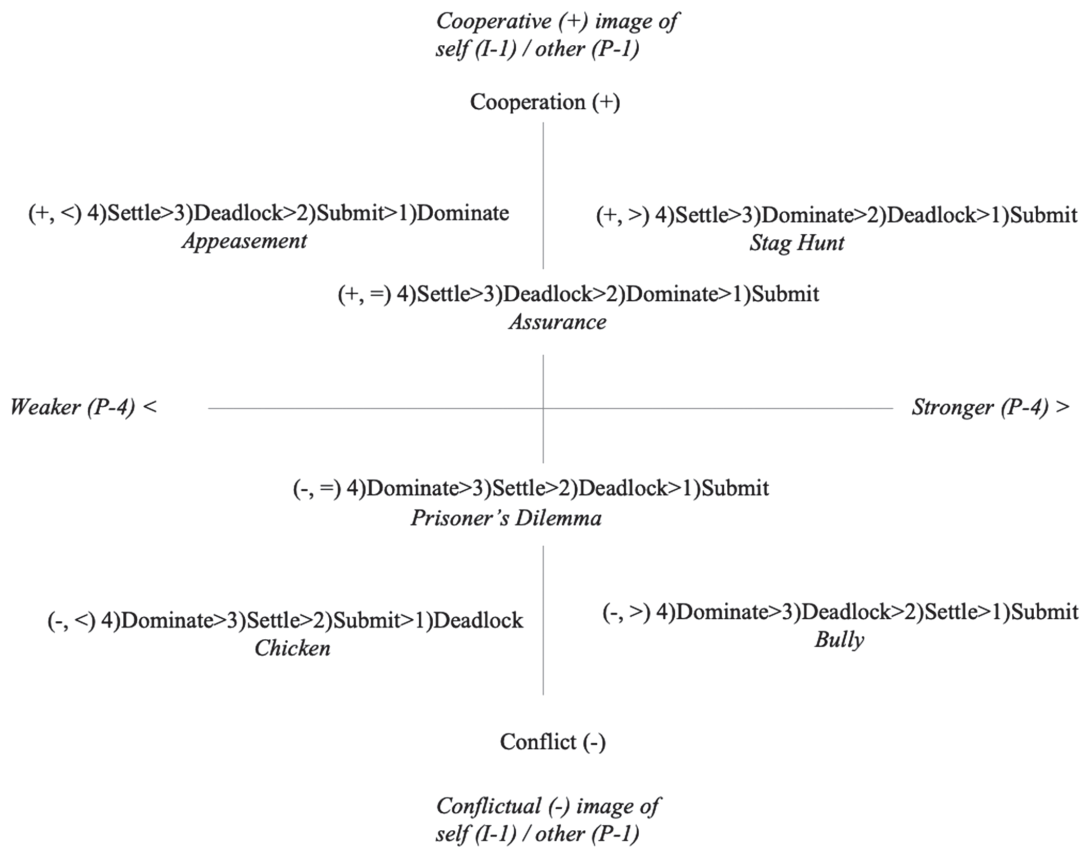 Cooperative (+) image of
self (I-1) / other (P-1)
Cooperation (+)
(+, <) 4)Settle>3)Deadlock>2)Submit>1)Dominate
Appeasement
(+, >) 4)Settle>3)Dominate>2)Deadlock>1)Submit
Stag Hunt
(+, =) 4)Settle>3)Deadlock>2)Dominate>1)Submit
Assurance
Weaker (P-4) <
Stronger (P-4) >
(-, =) 4)Dominate>3)Settle>2)Deadlock>1)Submit
Prisoner's Dilemma
(-, <) 4)Dominate>3)Settle>2)Submit>1)Deadlock
Chicken
(-, >) 4)Dominate>3)Deadlock>2)Settle>1)Submit
Bully
Conflict (-)
Conflictual (-) image of
self (I-1) / other (P-1)